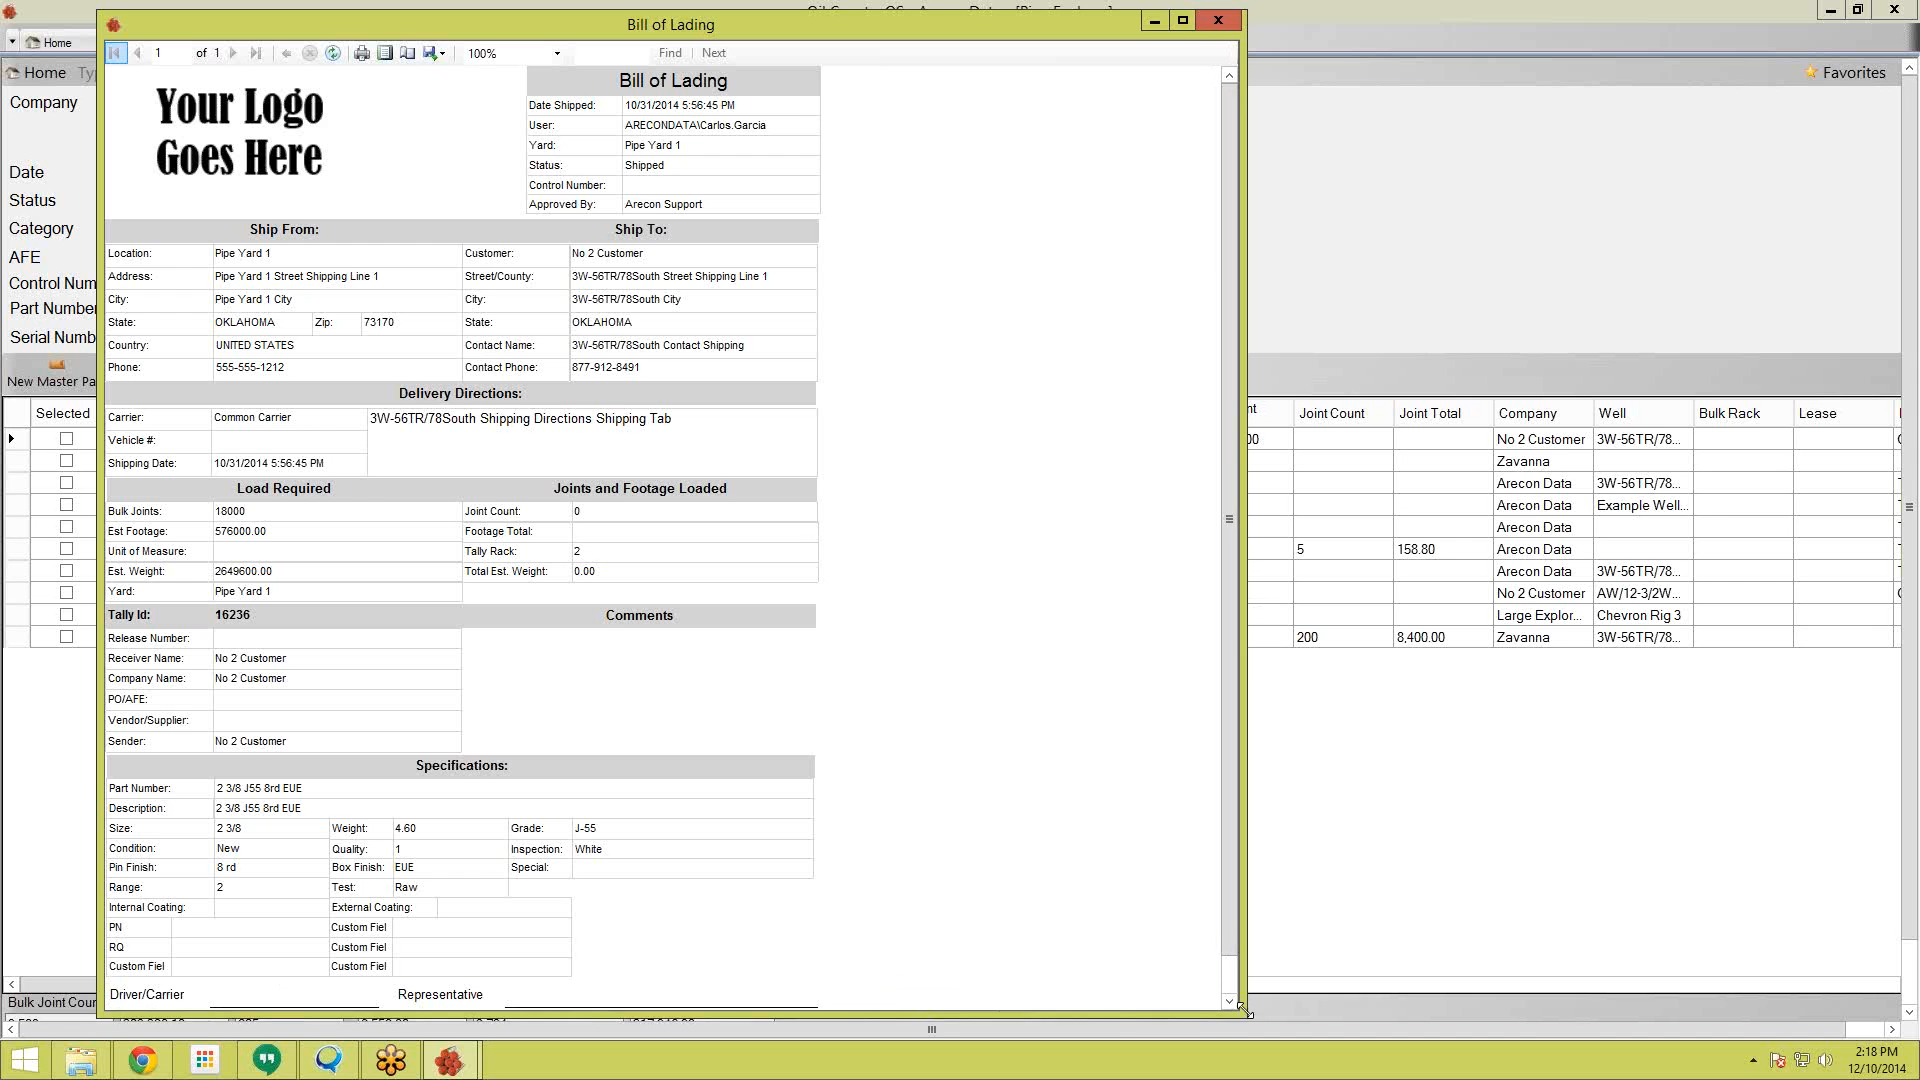 Bill of Lading
Home
1 of 1 100% Find Next
Home
Favorites
Company
Date
Status
Category
AFE
Control Num
Part Number
Serial Numb
New Master Pa
Your Logo
Goes Here
Bill of Lading
Date Shipped: 10/31/2014 5:56:45 PM
User: ARECONDATA\Carlos.Garcia
Yard: Pipe Yard 1
Status: Shipped
Control Number:
Approved By: Arecon Support
Ship From: Ship To:
Location: Pipe Yard 1 Customer: No 2 Customer
Address: Pipe Yard 1 Street Shipping Line 1 Street/County: 3W-56TR/78South Street Shipping Line 1
City: Pipe Yard 1 City City: 3W-56TR/78South City
State: OKLAHOMA Zip: 73170 State: OKLAHOMA
Country: UNITED STATES Contact Name: 3W-56TR/78South Contact Shipping
Phone: 555-555-1212 Contact Phone: 877-912-8491
Delivery Directions:
Carrier: Common Carrier 3W-56TR/78South Shipping Directions Shipping Tab
Vehicle #:
Shipping Date: 10/31/2014 5:56:45 PM
Load Required Joints and Footage Loaded
Bulk Joints: 18000 Joint Count: 0
Est Footage: 576000.00 Footage Total:
Unit of Measure: Tally Rack: 2
Est. Weight: 2649600.00 Total Est. Weight: 0.00
Yard: Pipe Yard 1
Tally Id: 16236 Comments
Release Number:
Receiver Name: No 2 Customer
Company Name: No 2 Customer
PO/AFE:
Vendor/Supplier:
Sender: No 2 Customer
Specifications:
Part Number: 2 3/8 J55 8rd EUE
Description: 2 3/8 J55 8rd EUE
Size: 2 3/8 Weight: 4.60 Grade: J-55
Condition: New Quality: 1 Inspection: White
Pin Finish: 8 rd Box Finish: EUE Special:
Range: 2 Test: Raw
Internal Coating: External Coating:
PN Custom Fiel
RQ Custom Fiel
Custom Fiel Custom Fiel
Driver/Carrier Representative
Selected nt Joint Count Joint Total Company Well Bulk Rack Lease
00 No 2 Customer 3W-56TR/78...
Zavanna
Arecon Data 3W-56TR/78...
Arecon Data Example Well...
Arecon Data
5 158.80 Arecon Data
Arecon Data 3W-56TR/78...
No 2 Customer AW/12-3/2W...
Large Explor... Chevron Rig 3
200 8,400.00 Zavanna 3W-56TR/78...
Bulk Joint Cour
2:18 PM
12/10/2014